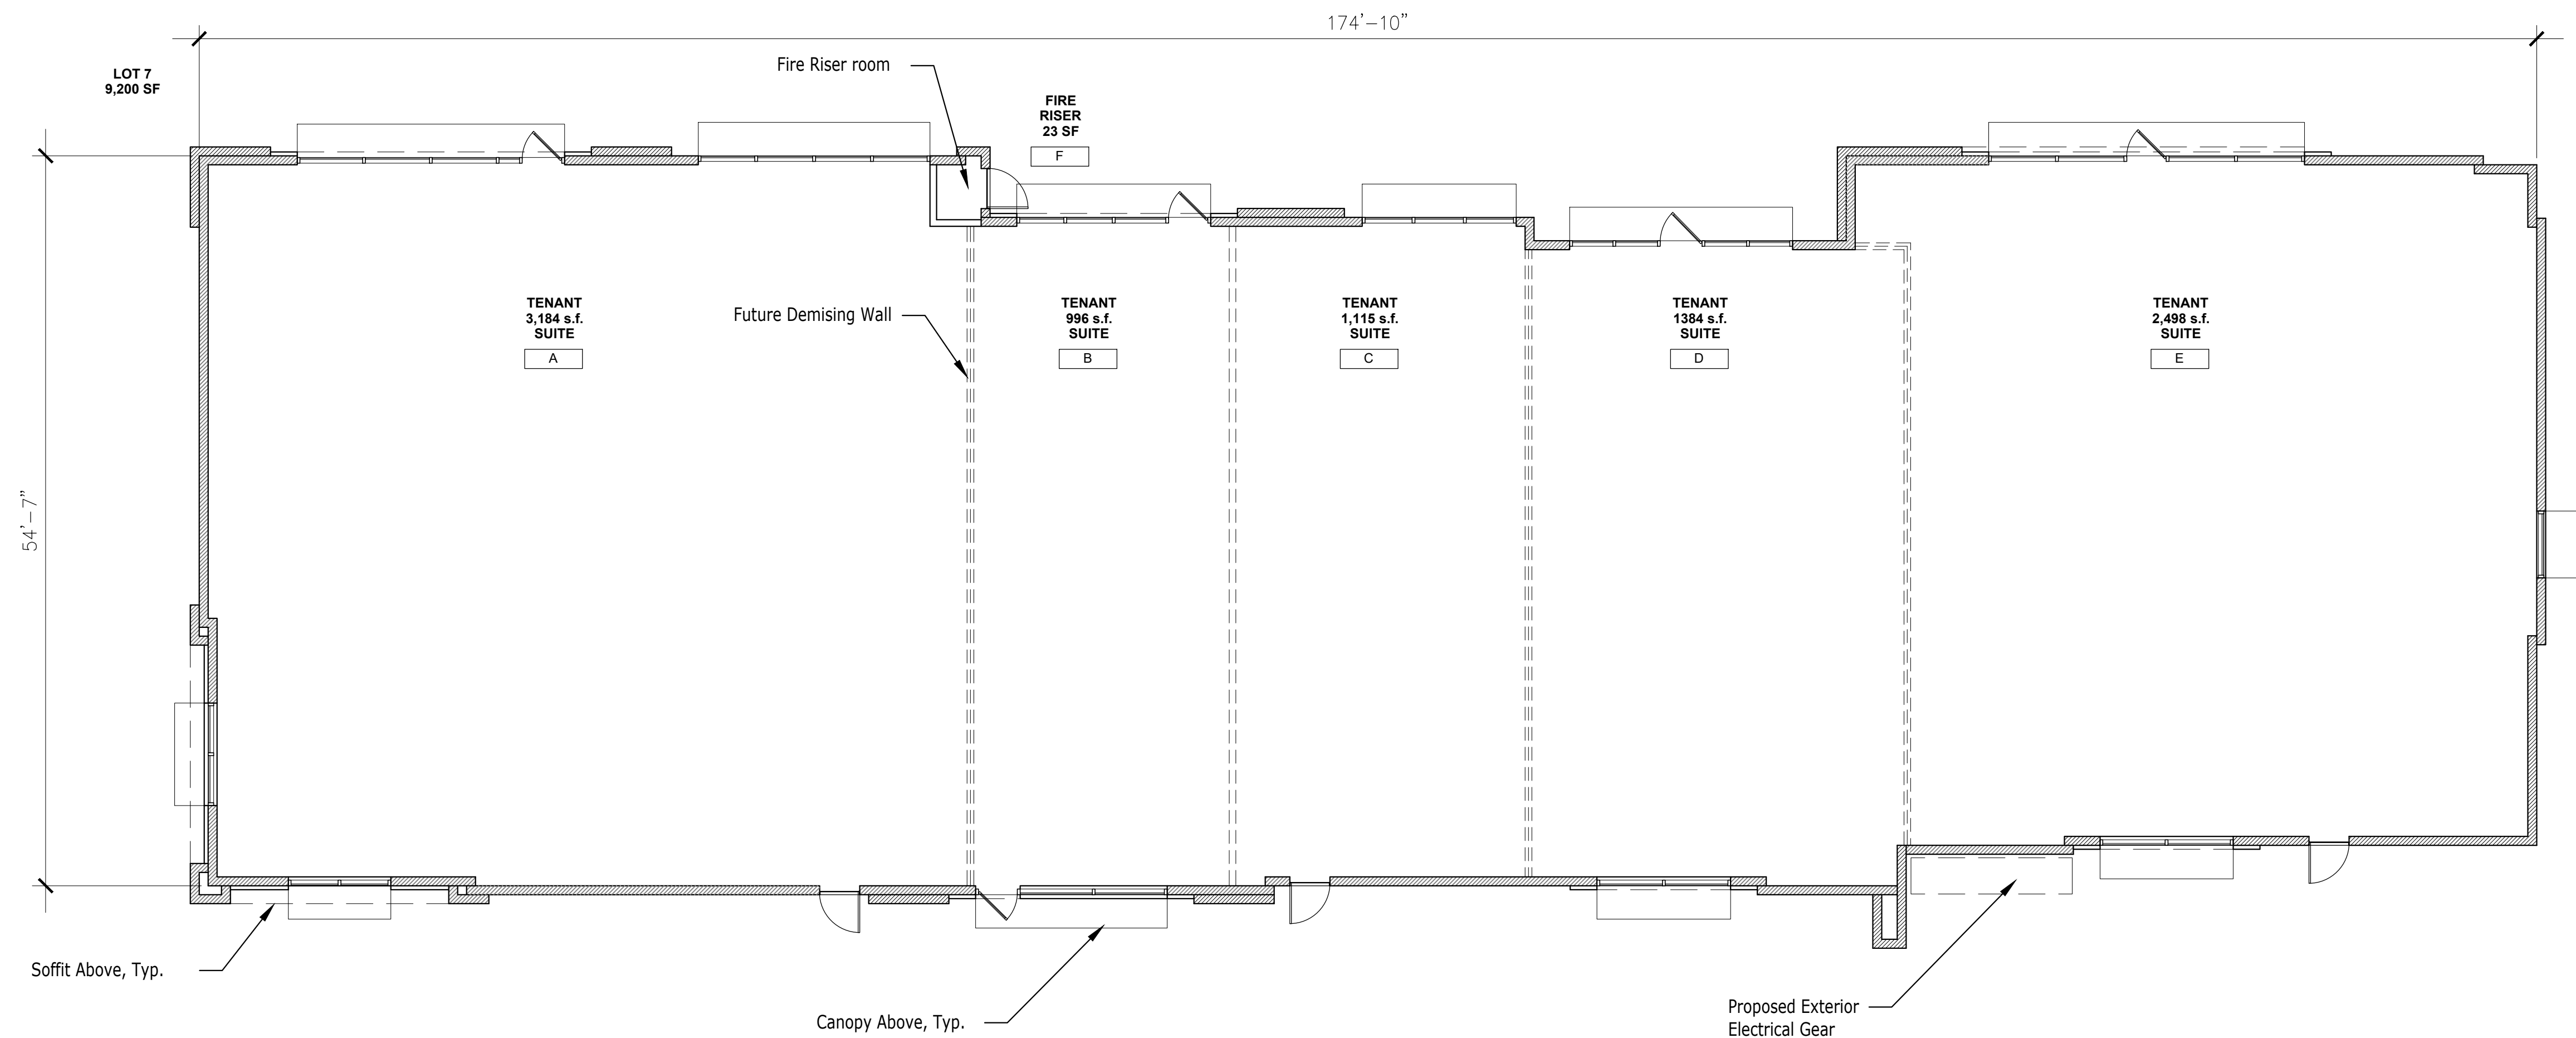 174'-10"
LOT 7
9,200 SF
Fire Riser room
FIRE
RISER
23 SF
F
TENANT
3,184 s.f.
SUITE
A
Future Demising Wall
TENANT
996 s.f.
SUITE
B
TENANT
1,115 s.f.
SUITE
C
TENANT
1384 s.f.
SUITE
D
TENANT
2,498 s.f.
SUITE
E
54'-7"
Soffit Above, Typ.
Canopy Above, Typ.
Proposed Exterior
Electrical Gear